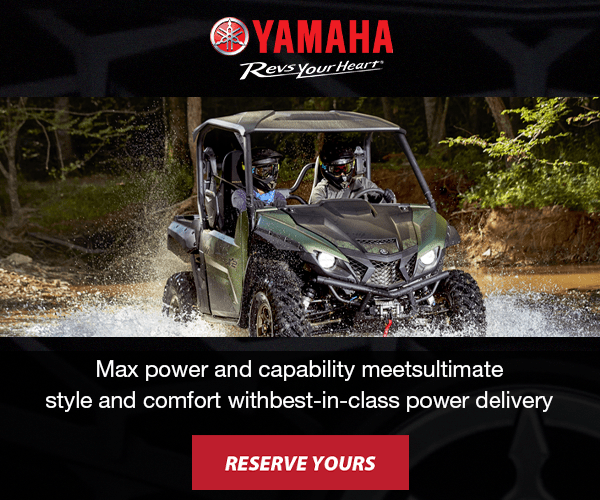 YAMAHA
Revs Your Heart
Max power and capability meetsultimate
style and comfort withbest-in-class power delivery
RESERVE YOURS